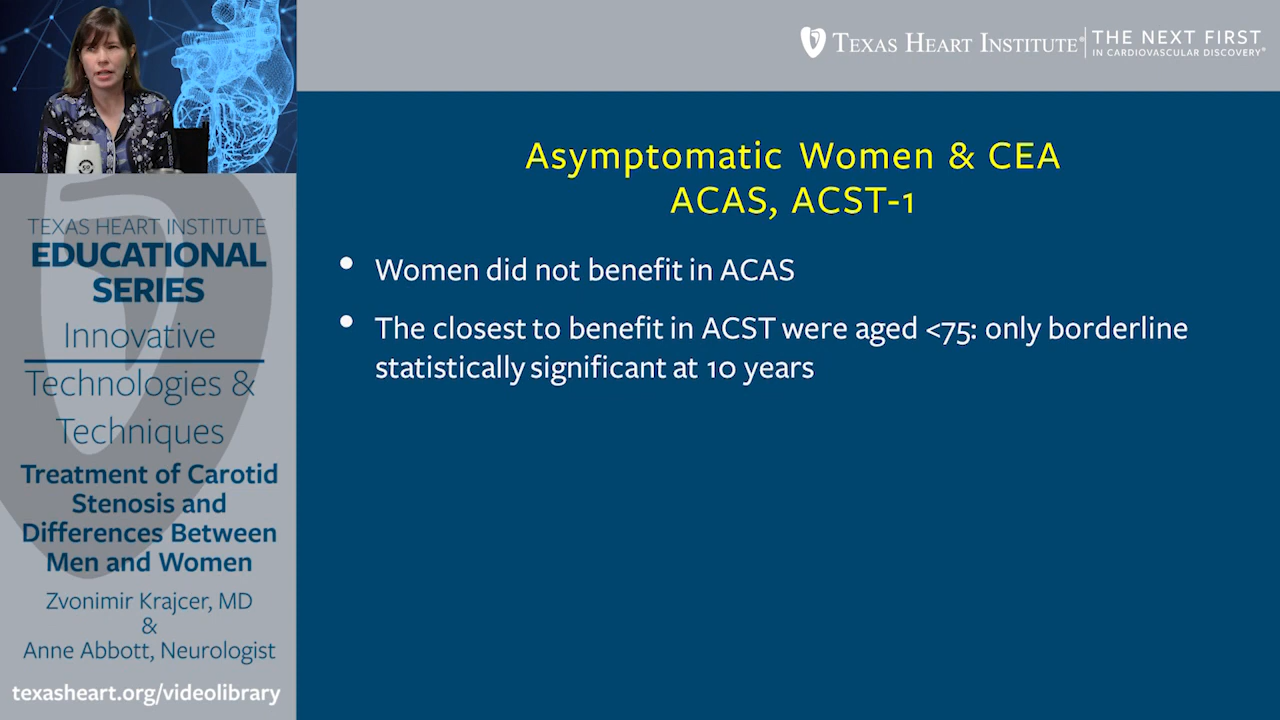 TEXAS HEART INSTITUTE® THE NEXT FIRST
IN CARDIOVASCULAR DISCOVERY®
TEXAS HEART INSTITUTE
EDUCATIONAL
SERIES
Innovative
Technologies &
Techniques
Treatment of Carotid
Stenosis and
Differences Between
Men and Women
Zvonimir Krajcer, MD
&
Anne Abbott, Neurologist
texasheart.org/videolibrary
Asymptomatic Women & CEA
ACAS, ACST-1
• Women did not benefit in ACAS
• The closest to benefit in ACST were aged <75: only borderline
statistically significant at 10 years